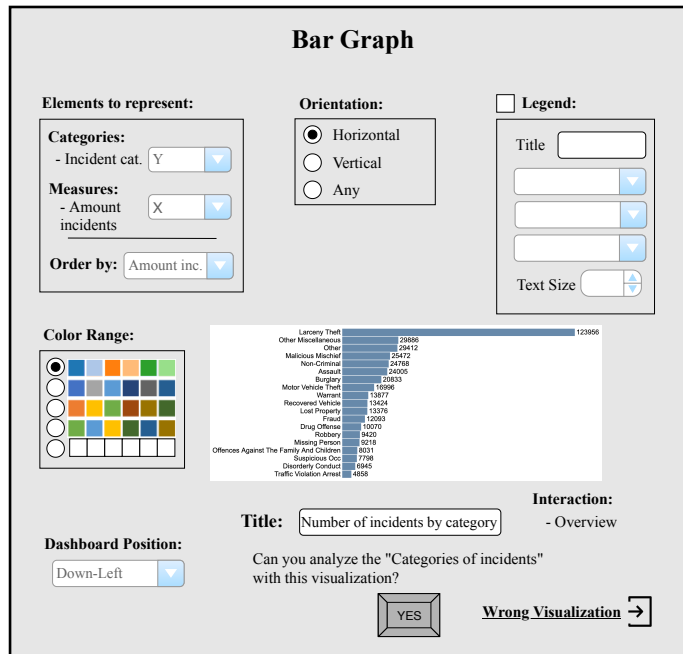 Bar Graph
Elements to represent:
Categories:
- Incident cat.
Y
Measures:
- Amount
incidents
X
Order by:
Amount inc.
Orientation:
Horizontal
Vertical
Any
Legend:
Title
Text Size
Color Range:
Larceny Theft 123956
Other Miscellaneous 29886
Other 29412
Malicious Mischief 25472
Non-Criminal 24768
Assault 24005
Burglary 20833
Motor Vehicle Theft 16996
Warrant 13877
Recovered Vehicle 13424
Lost Property 13376
Fraud 12093
Drug Offense 10070
Robbery 9420
Missing Person 9218
Offences Against The Family And Children 8031
Suspicious Occ 7798
Disorderly Conduct 6945
Traffic Violation Arrest 4858
Title:
Number of incidents by category
Interaction:
- Overview
Dashboard Position:
Down-Left
Can you analyze the "Categories of incidents"
with this visualization?
YES
Wrong Visualization